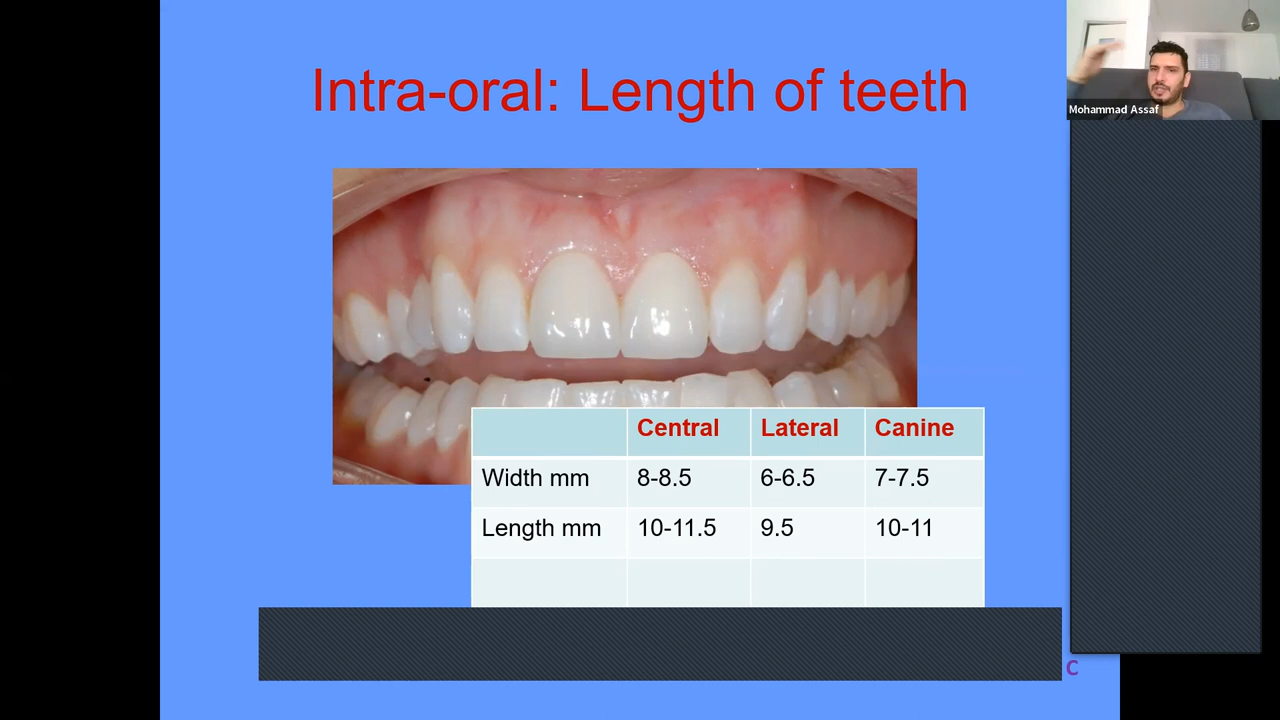 Intra-oral: Length of teeth
Mohammad Assaf
Central Lateral Canine
Width mm 8-8.5 6-6.5 7-7.5
Length mm 10-11.5 9.5 10-11
C